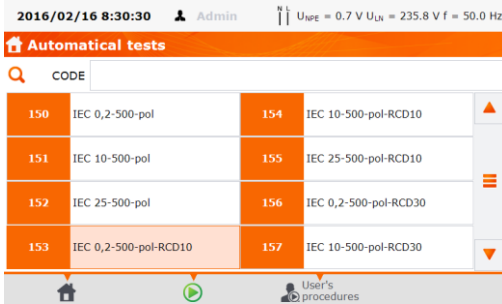 2016/02/16 8:30:30 Admin N L UNPE = 0.7 V ULN = 235.8 V f = 50.0 Hz
Automatical tests
CODE
150 IEC 0,2-500-pol 154 IEC 10-500-pol-RCD10
151 IEC 10-500-pol 155 IEC 25-500-pol-RCD10
152 IEC 25-500-pol 156 IEC 0,2-500-pol-RCD30
153 IEC 0,2-500-pol-RCD10 157 IEC 10-500-pol-RCD30
User's
procedures